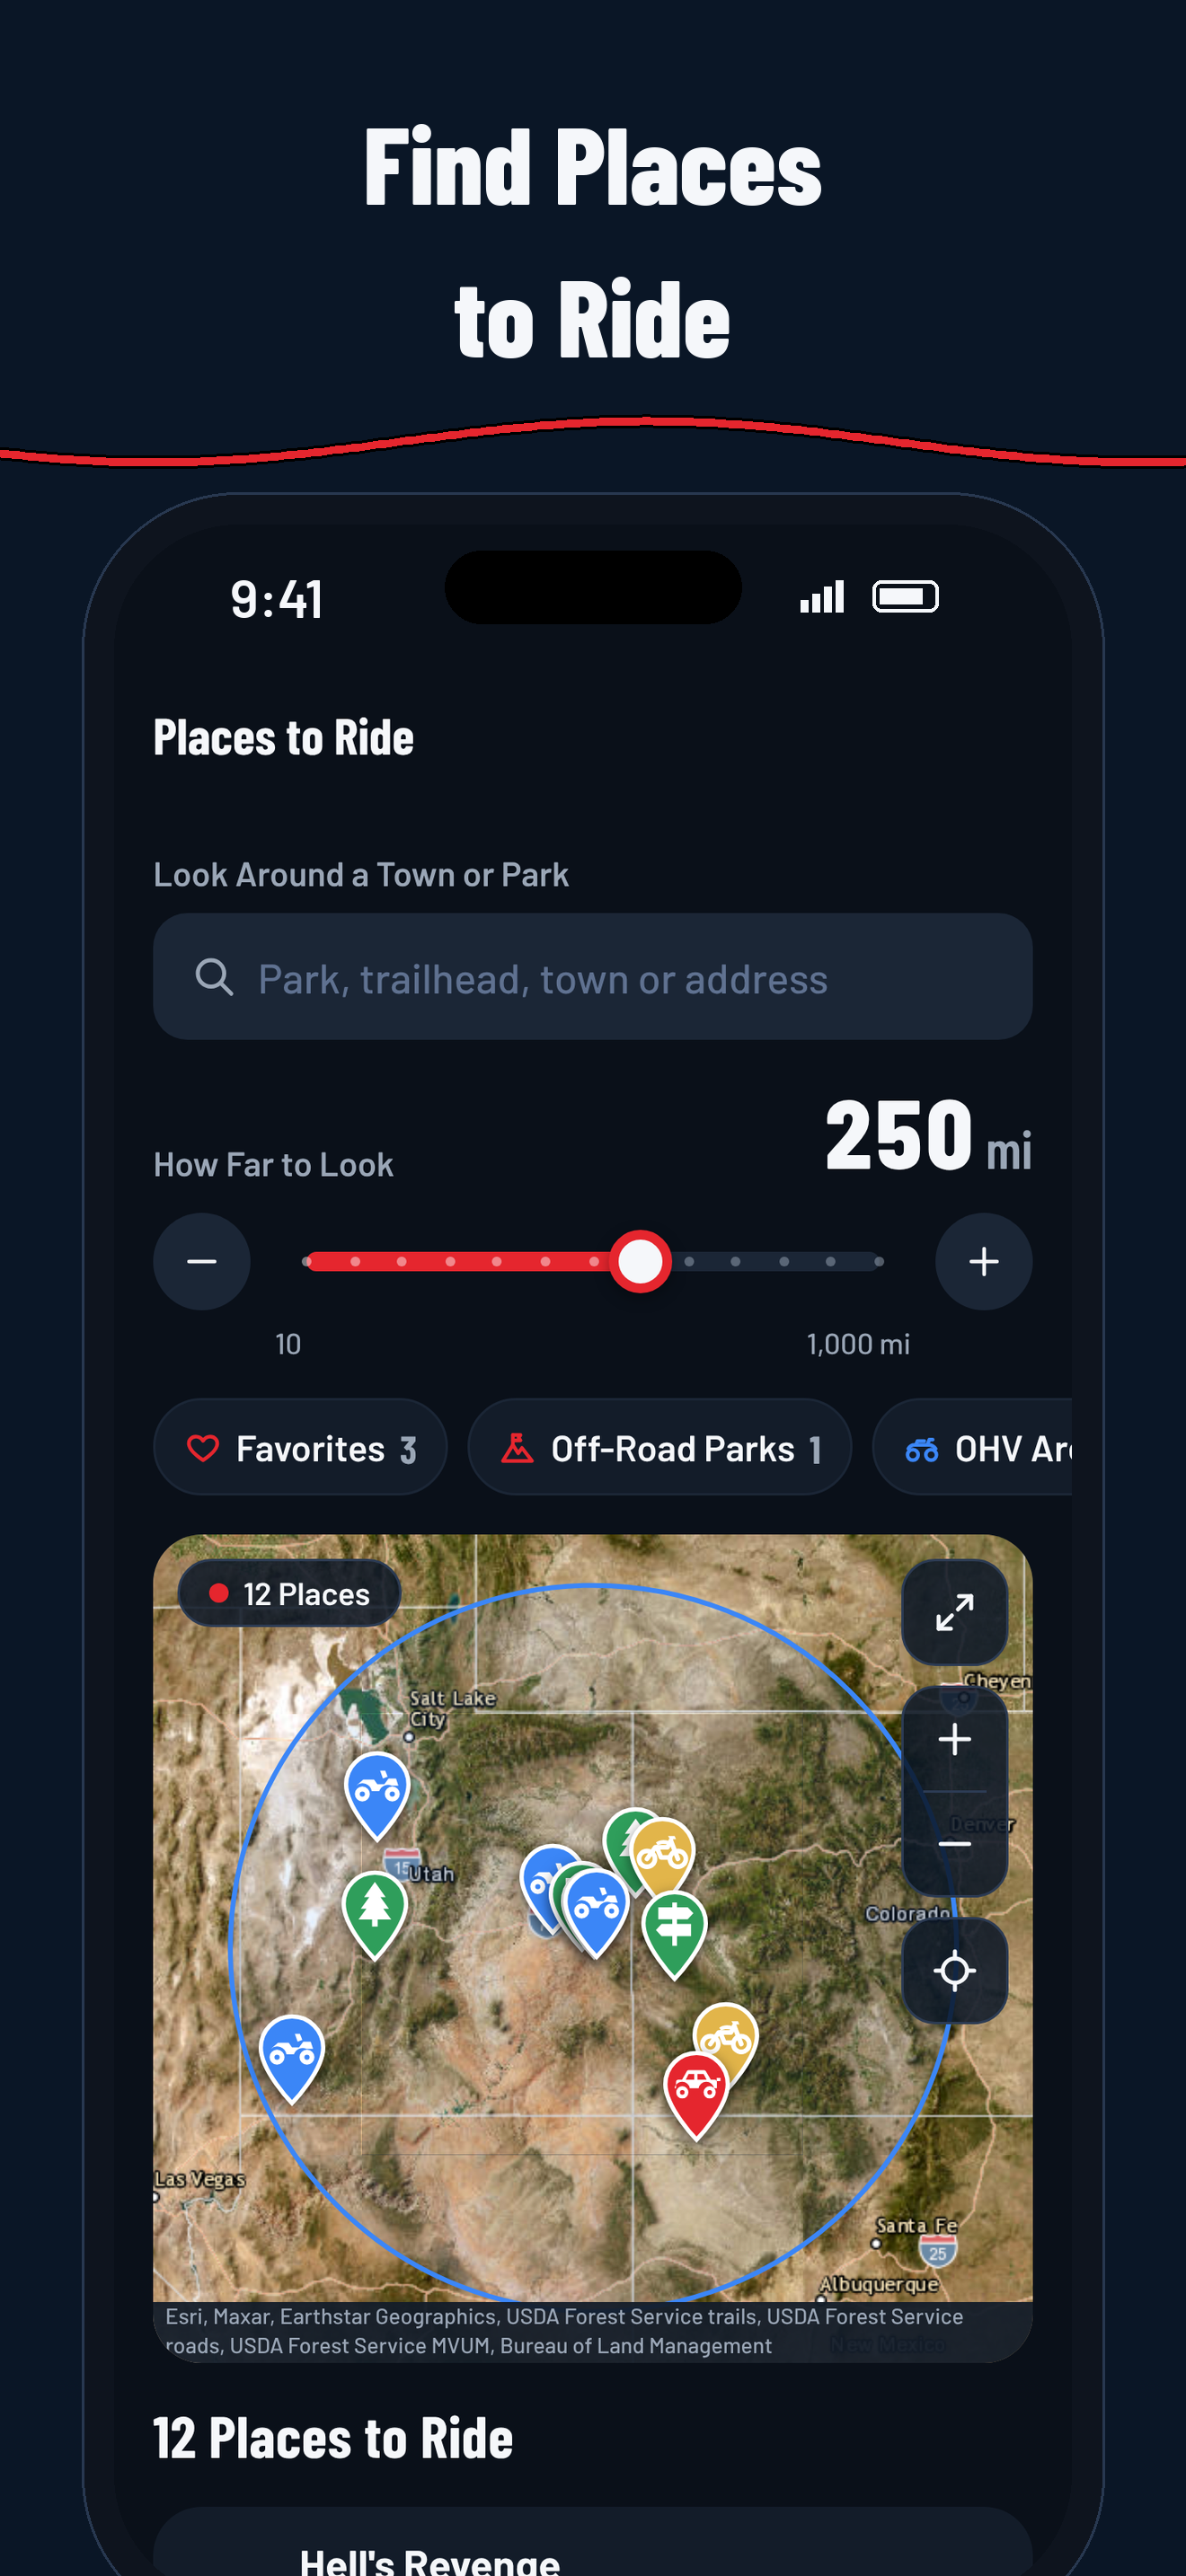 Find Places
to Ride
9:41
Places to Ride
Look Around a Town or Park
Park, trailhead, town or address
How Far to Look
250 mi
10
1,000 mi
Favorites 3
Off-Road Parks 1
OHV Are
12 Places
Cheyen
Salt Lake
City
Denver
15
Utah
Colorado
Las Vegas
Santa Fe
25
Albuquerque
Esri, Maxar, Earthstar Geographics, USDA Forest Service trails, USDA Forest Service
roads, USDA Forest Service MVUM, Bureau of Land Management
New Mexico
12 Places to Ride
Hell's Revenge